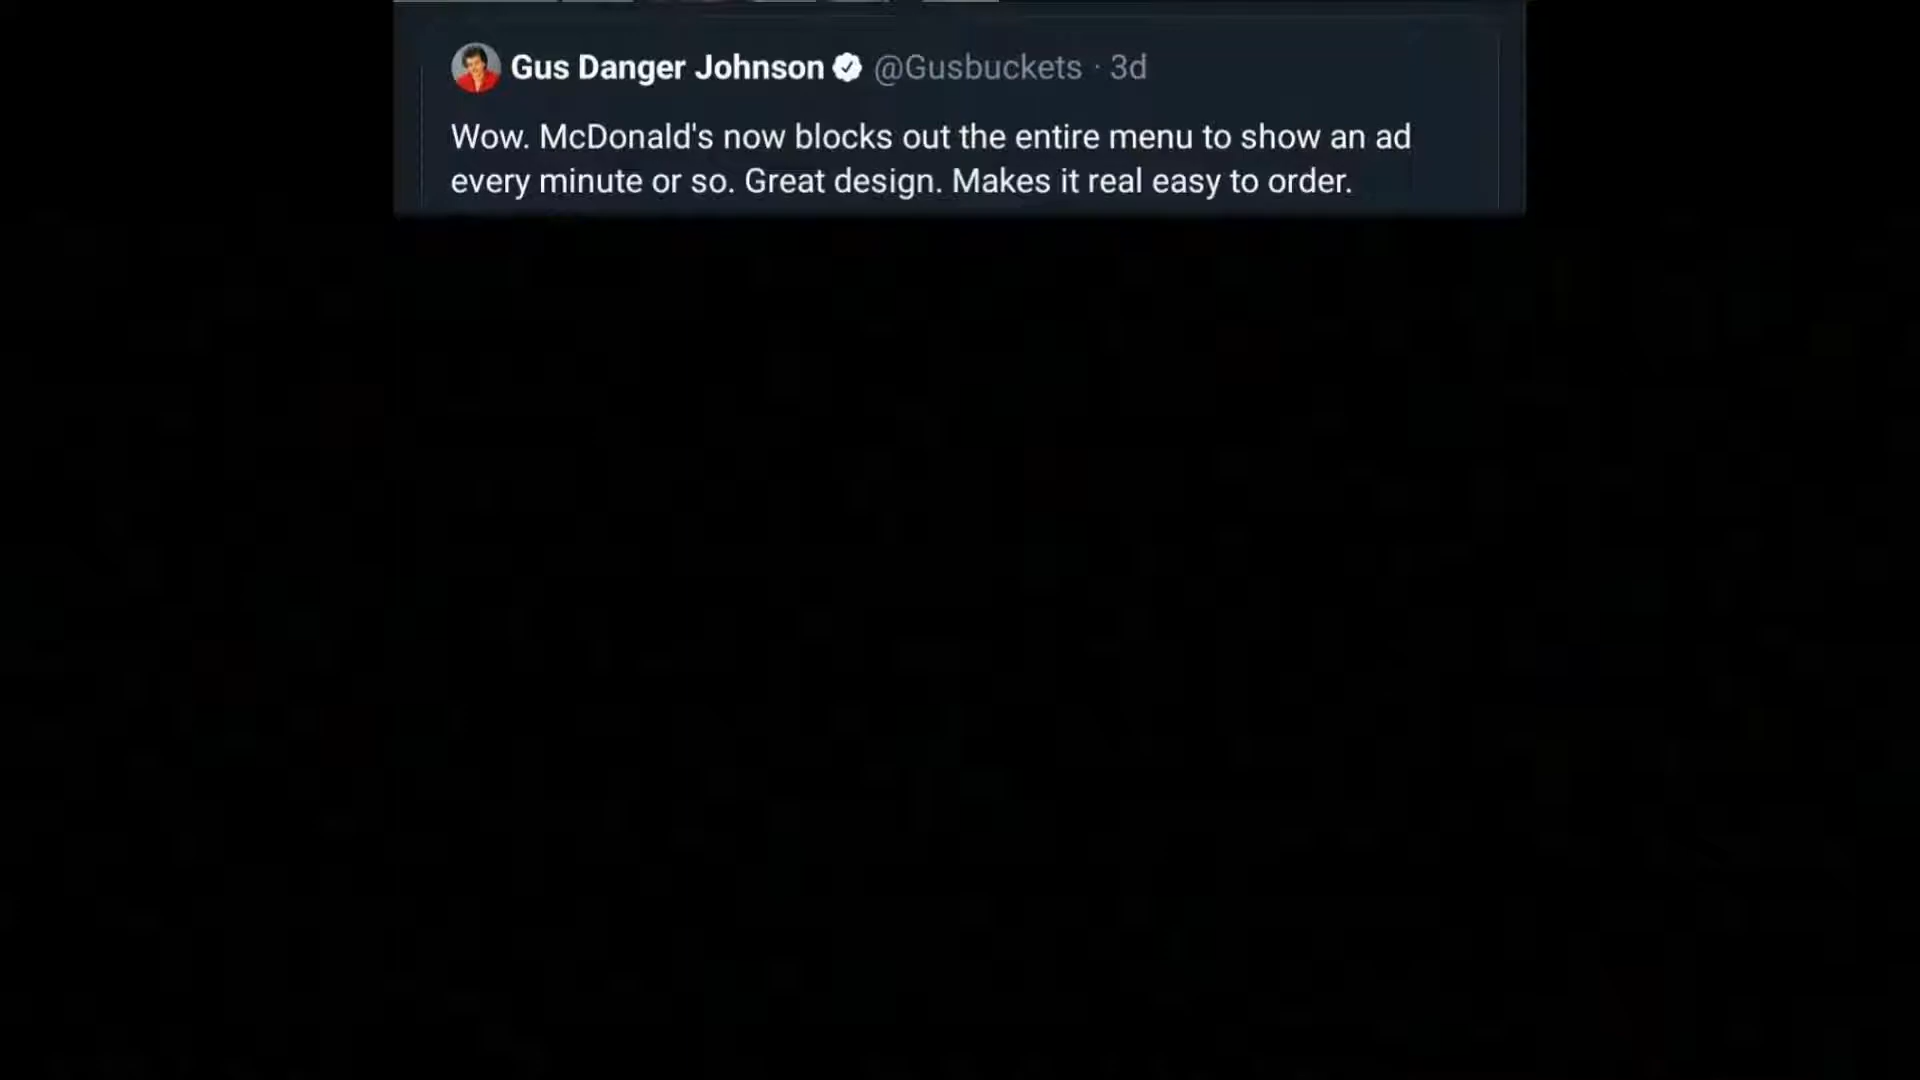 Gus Danger Johnson @Gusbuckets · 3d
Wow. McDonald's now blocks out the entire menu to show an ad
every minute or so. Great design. Makes it real easy to order.